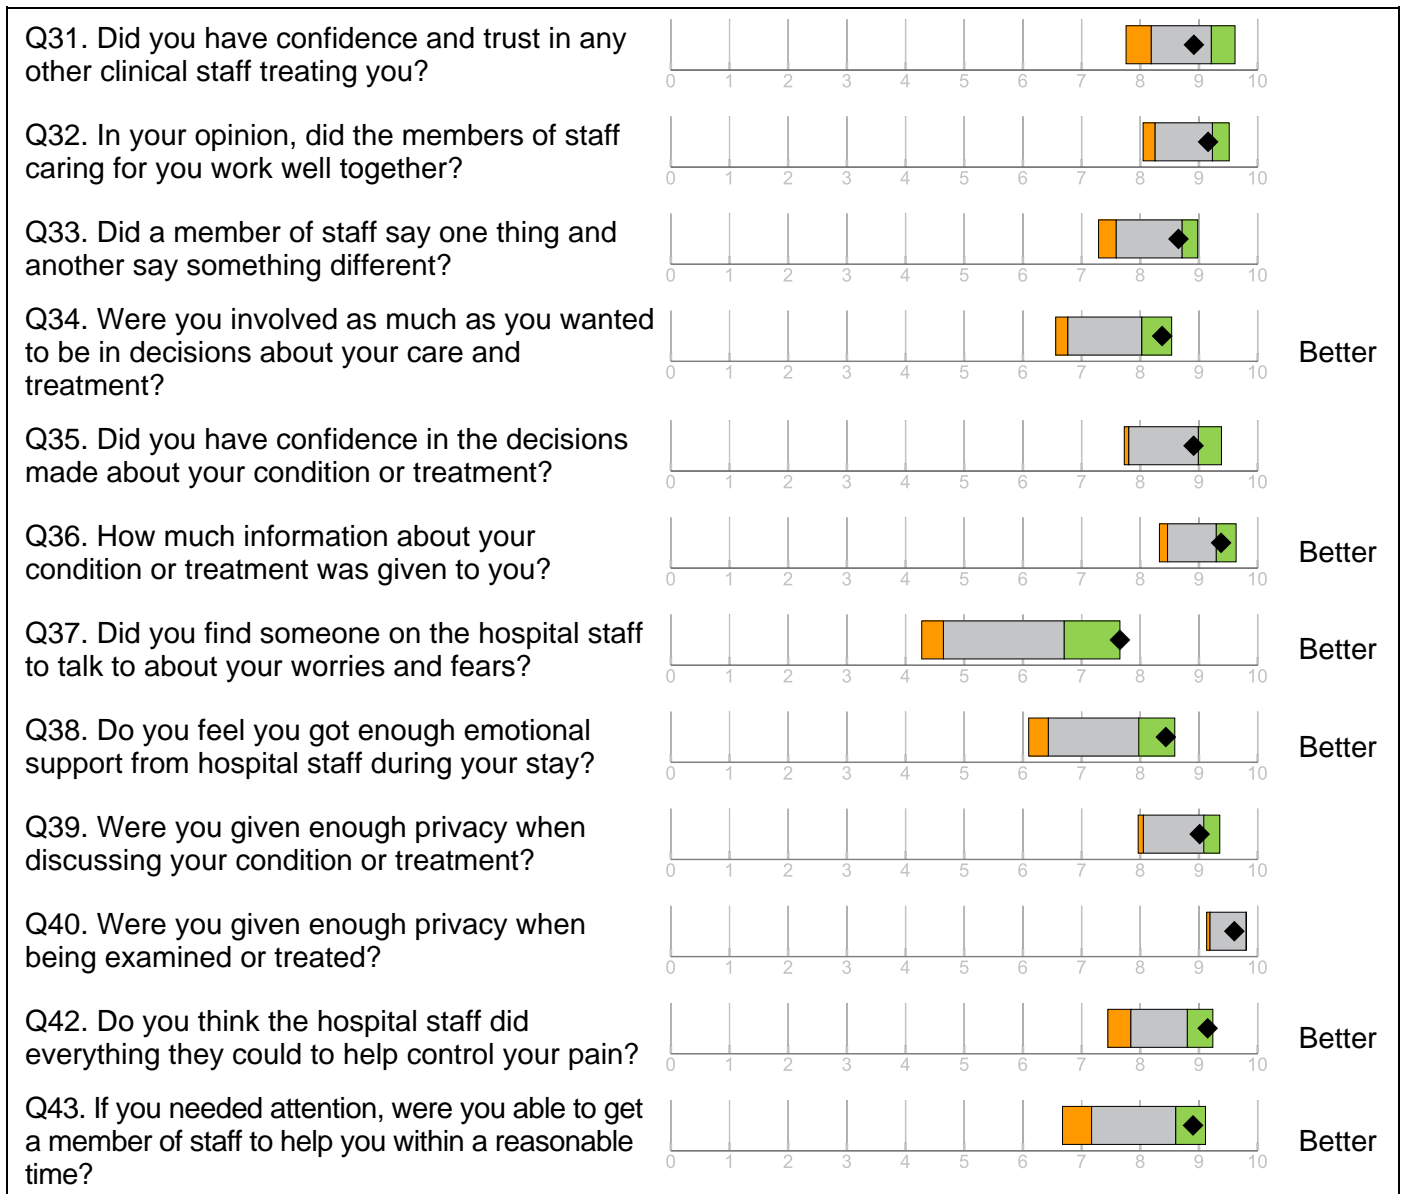 Q31. Did you have confidence and trust in any
other clinical staff treating you?
0 1 2 3 4 5 6 7 8 9 10
Q32. In your opinion, did the members of staff
caring for you work well together?
0 1 2 3 4 5 6 7 8 9 10
Q33. Did a member of staff say one thing and
another say something different?
0 1 2 3 4 5 6 7 8 9 10
Q34. Were you involved as much as you wanted
to be in decisions about your care and
treatment?
0 1 2 3 4 5 6 7 8 9 10
Better
Q35. Did you have confidence in the decisions
made about your condition or treatment?
0 1 2 3 4 5 6 7 8 9 10
Q36. How much information about your
condition or treatment was given to you?
0 1 2 3 4 5 6 7 8 9 10
Better
Q37. Did you find someone on the hospital staff
to talk to about your worries and fears?
0 1 2 3 4 5 6 7 8 9 10
Better
Q38. Do you feel you got enough emotional
support from hospital staff during your stay?
0 1 2 3 4 5 6 7 8 9 10
Better
Q39. Were you given enough privacy when
discussing your condition or treatment?
0 1 2 3 4 5 6 7 8 9 10
Q40. Were you given enough privacy when
being examined or treated?
0 1 2 3 4 5 6 7 8 9 10
Q42. Do you think the hospital staff did
everything they could to help control your pain?
0 1 2 3 4 5 6 7 8 9 10
Better
Q43. If you needed attention, were you able to get
a member of staff to help you within a reasonable
time?
0 1 2 3 4 5 6 7 8 9 10
Better